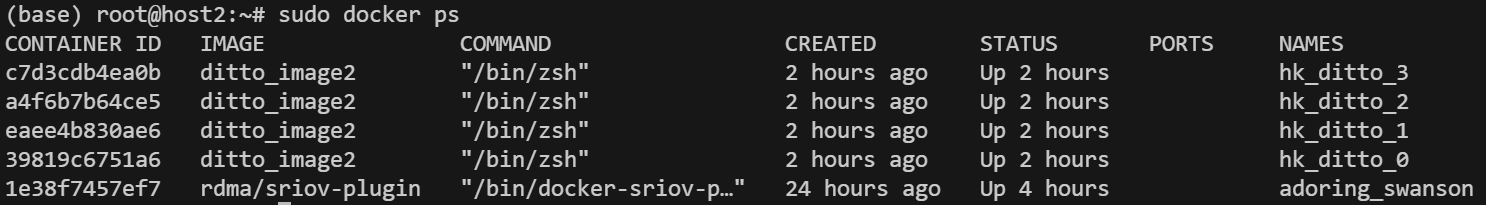 (base) root@host2:~# sudo docker ps
CONTAINER ID   IMAGE               COMMAND                  CREATED        STATUS       PORTS     NAMES
c7d3cdb4ea0b   ditto_image2        "/bin/zsh"               2 hours ago    Up 2 hours             hk_ditto_3
a4f6b7b64ce5   ditto_image2        "/bin/zsh"               2 hours ago    Up 2 hours             hk_ditto_2
eaee4b830ae6   ditto_image2        "/bin/zsh"               2 hours ago    Up 2 hours             hk_ditto_1
39819c6751a6   ditto_image2        "/bin/zsh"               2 hours ago    Up 2 hours             hk_ditto_0
1e38f7457ef7   rdma/sriov-plugin   "/bin/docker-sriov-p…"   24 hours ago   Up 4 hours             adoring_swanson